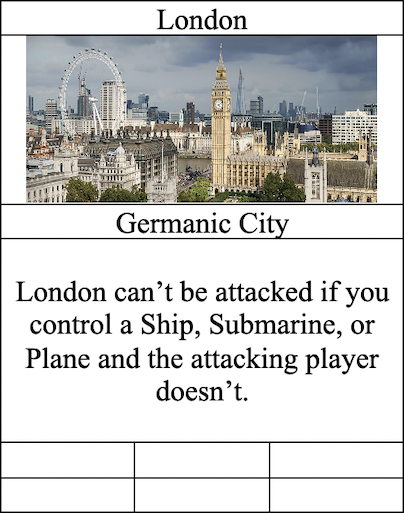 London
Germanic City
London can’t be attacked if you
control a Ship, Submarine, or
Plane and the attacking player
doesn’t.